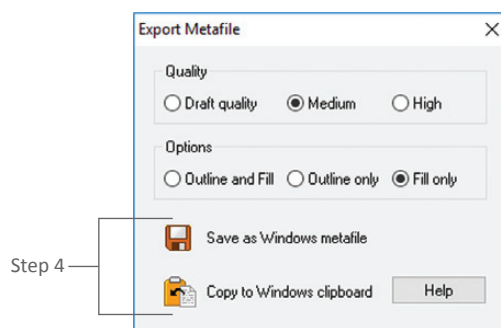 Export Metafile
Quality
Draft quality Medium High
Options
Outline and Fill Outline only Fill only
Save as Windows metafile
Step 4
Copy to Windows clipboard Help